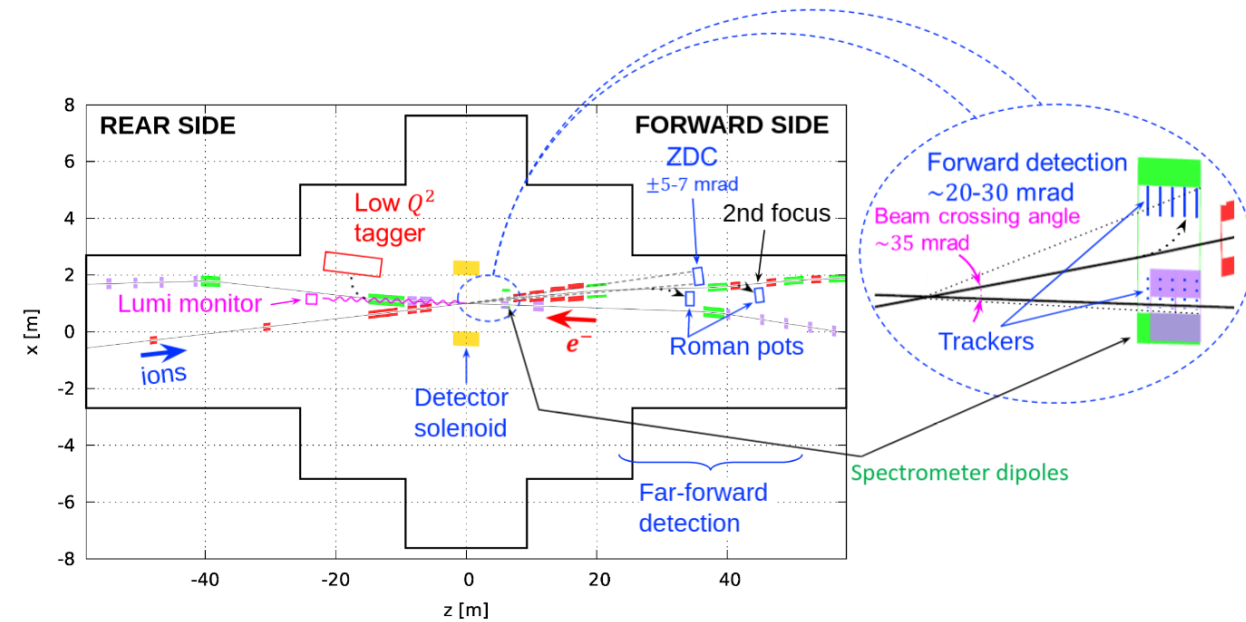 REAR SIDE
FORWARD SIDE
ZDC
±5-7 mrad
2nd focus
Low Q²
tagger
Lumi monitor
ions
e⁻
Roman pots
Detector
solenoid
Far-forward
detection
Spectrometer dipoles
Forward detection
~20-30 mrad
Beam crossing angle
~35 mrad
Trackers
x [m]
8
6
4
2
0
-2
-4
-6
-8
-40
-20
0
20
40
z [m]